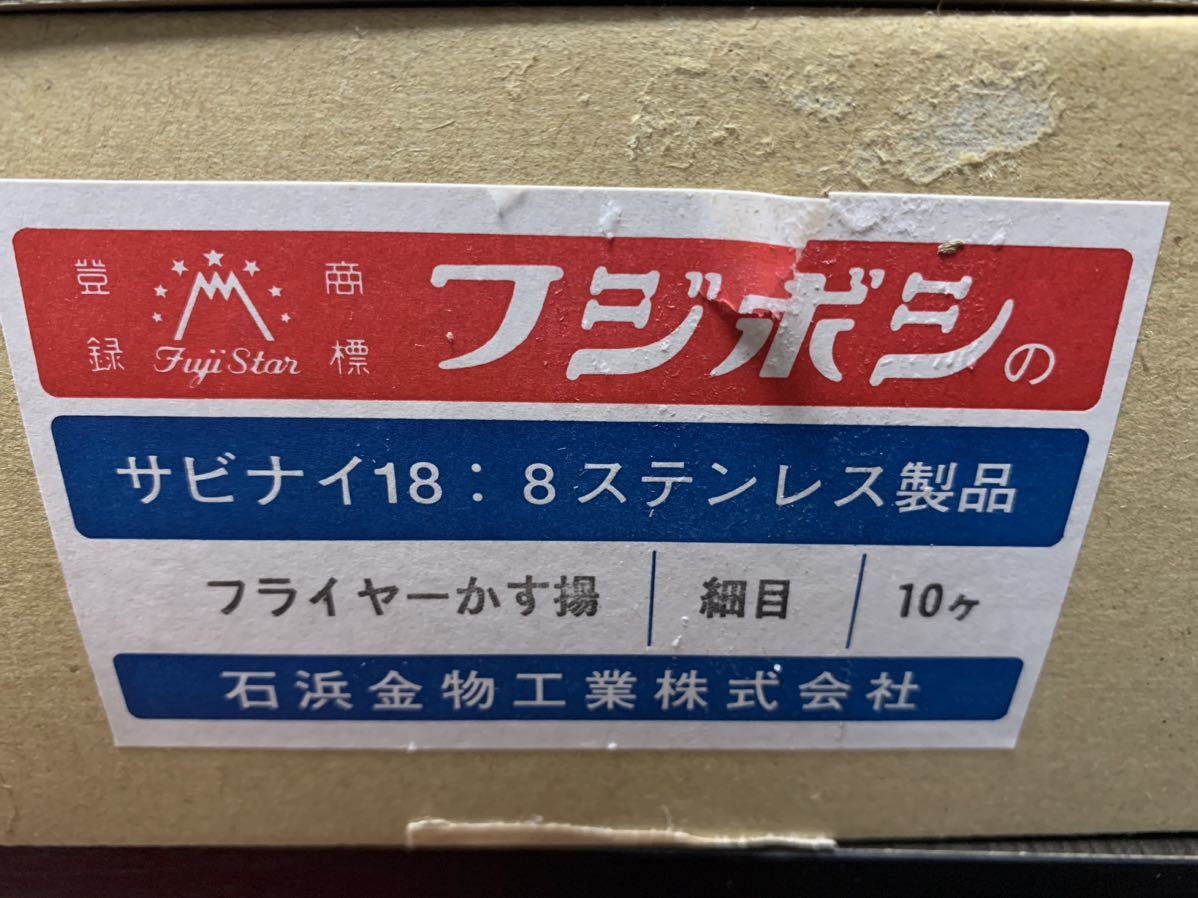 登録商標
Fuji Star
フジボシの
サビナイ18：8ステンレス製品
フライヤーかす揚 細目 10ヶ
石浜金物工業株式会社